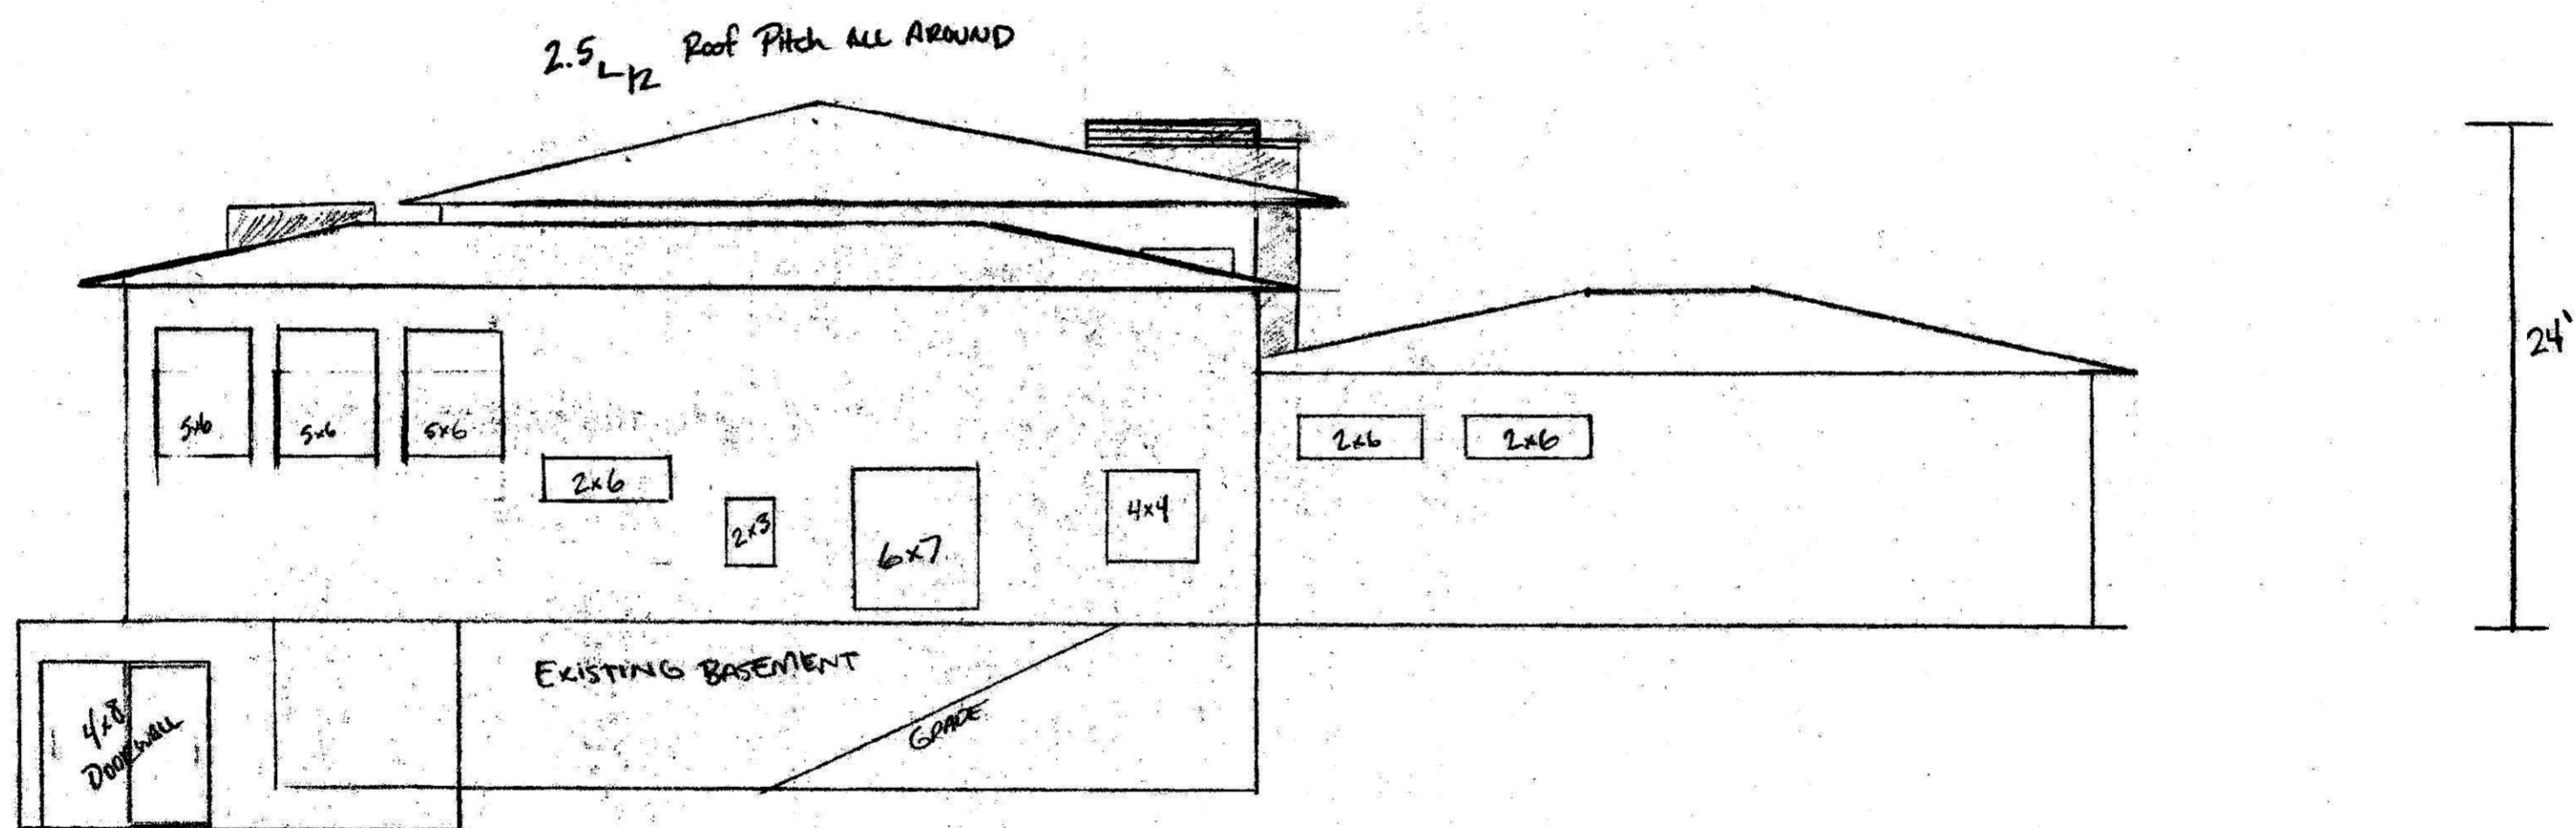 2.5 12 Roof Pitch ALL AROUND
24'
5x6 5x6 5x6
2x6 2x6
2x6
2x3 6x7 4x4
EXISTING BASEMENT
GRADE
4x8
DOORWALL